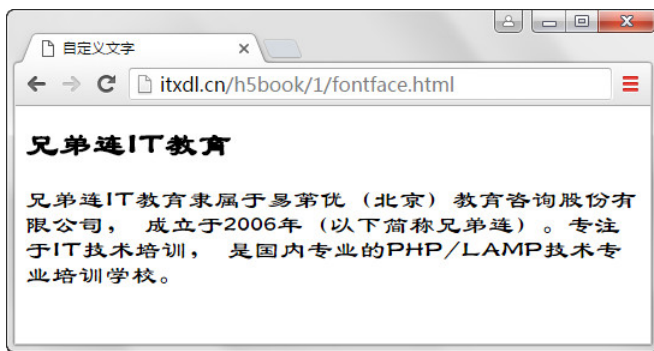 自定义文字
itxdl.cn/h5book/1/fontface.html
兄弟连IT教育
兄弟连IT教育隶属于易第优（北京）教育咨询股份有
限公司， 成立于2006年（以下简称兄弟连）。专注
于IT技术培训， 是国内专业的PHP/LAMP技术专
业培训学校。